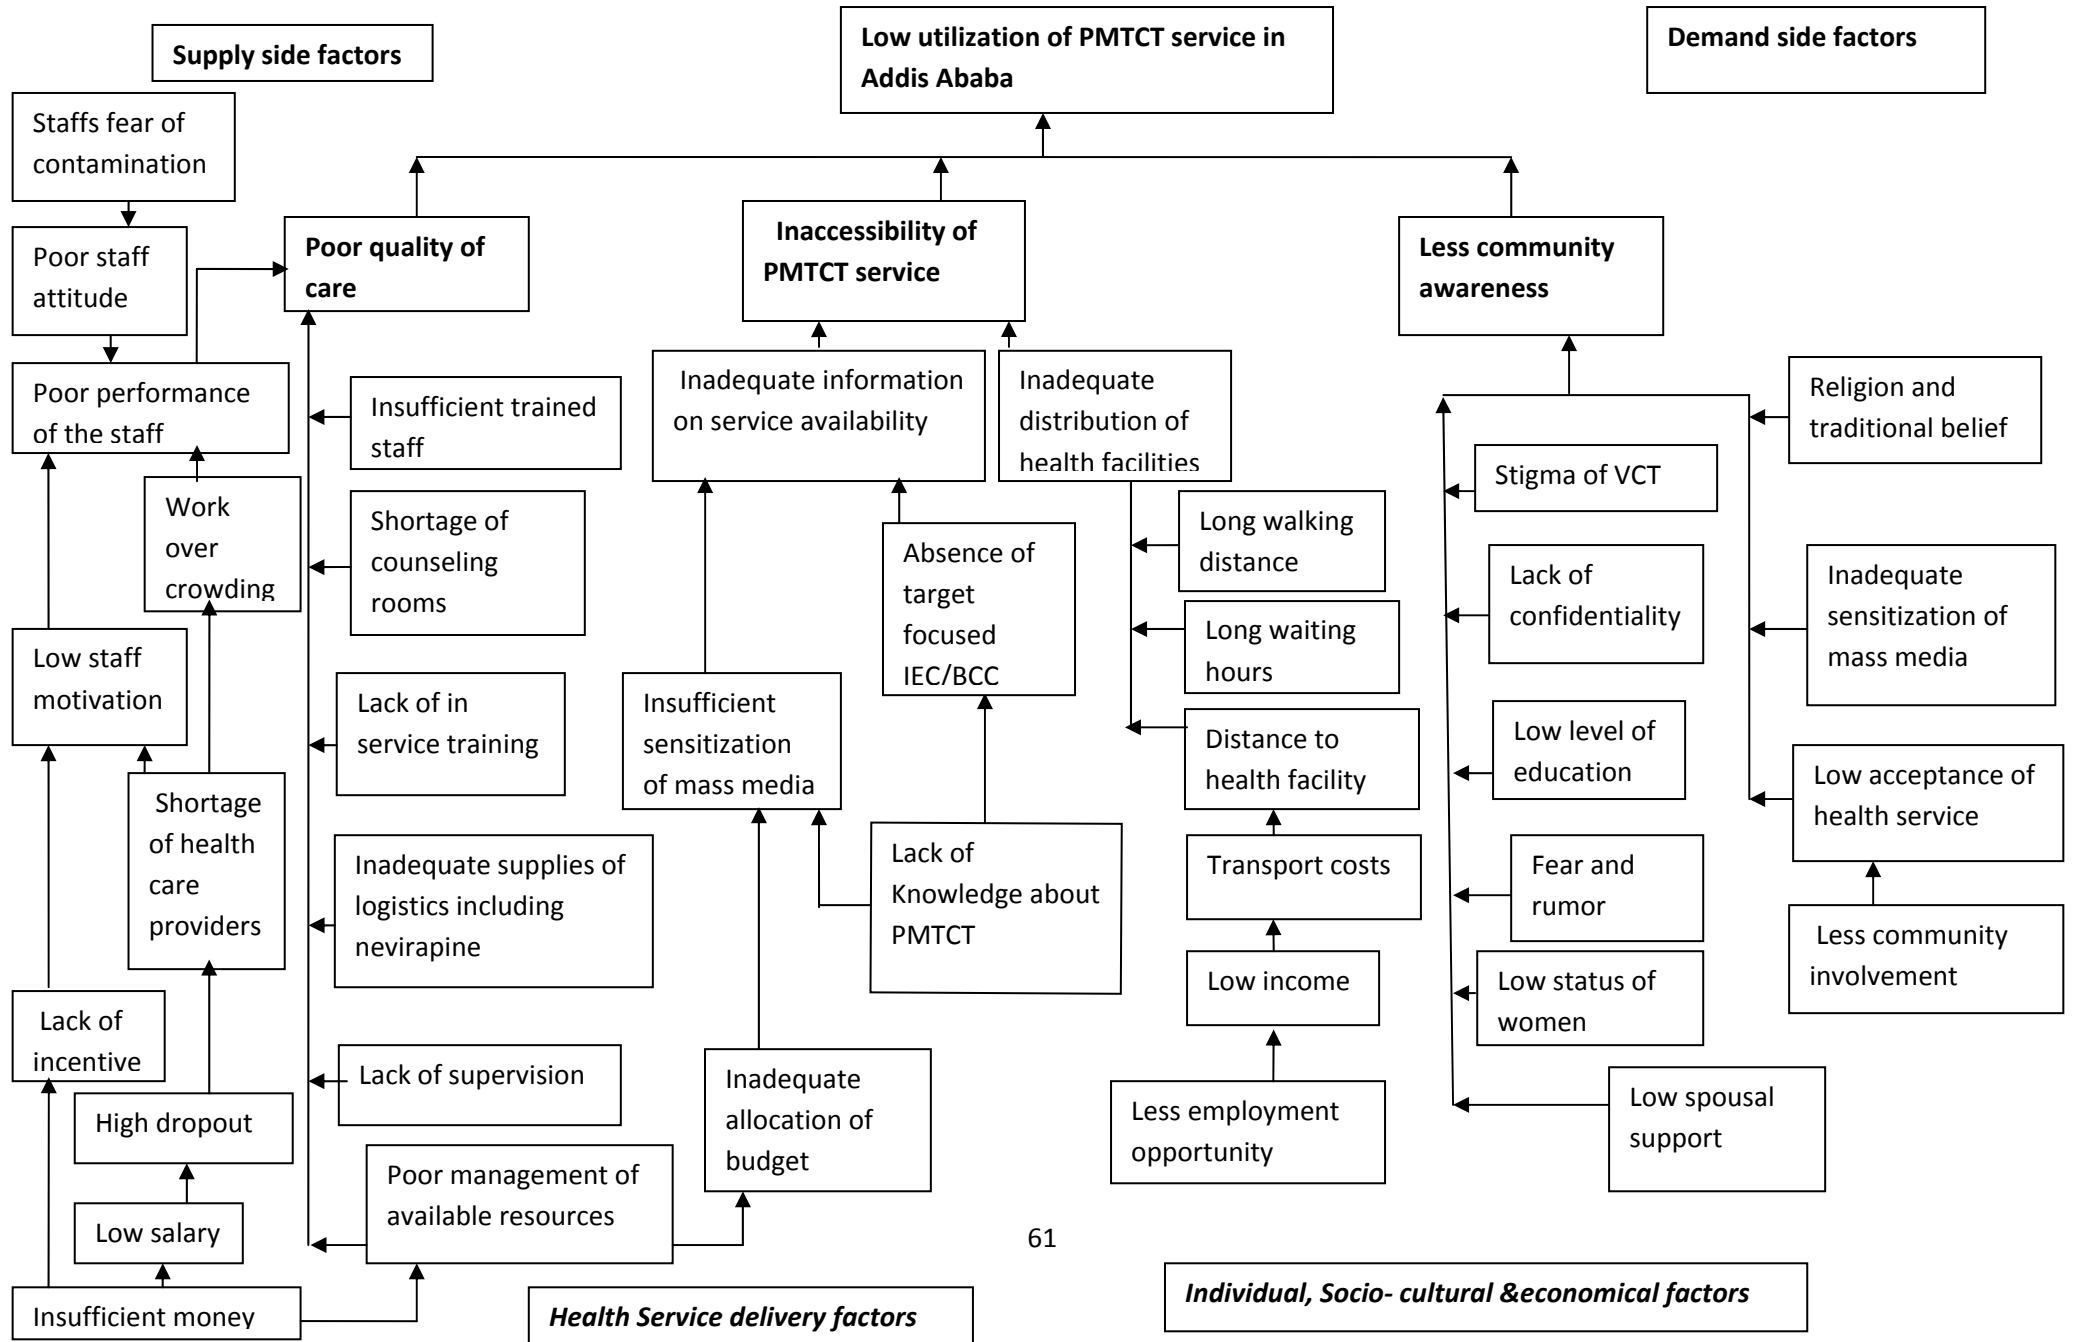 Supply side factors
Low utilization of PMTCT service in
Addis Ababa
Demand side factors
Staffs fear of
contamination
Poor staff
attitude
Poor quality of
care
Inaccessibility of
PMTCT service
Less community
awareness
Poor performance
of the staff
Insufficient trained
staff
Inadequate information
on service availability
Inadequate
distribution of
health facilities
Religion and
traditional belief
Work
over
crowding
Shortage of
counseling
rooms
Absence of
target
focused
IEC/BCC
Long walking
distance
Stigma of VCT
Lack of
confidentiality
Inadequate
sensitization of
mass media
Low staff
motivation
Lack of in
service training
Insufficient
sensitization
of mass media
Long waiting
hours
Distance to
health facility
Low level of
education
Low acceptance of
health service
Shortage
of health
care
providers
Inadequate supplies of
logistics including
nevirapine
Lack of
Knowledge about
PMTCT
Transport costs
Fear and
rumor
Less community
involvement
Low income
Low status of
women
Lack of
incentive
Lack of supervision
Inadequate
allocation of
budget
Less employment
opportunity
Low spousal
support
High dropout
Poor management of
available resources
Low salary
61
Insufficient money
Health Service delivery factors
Individual, Socio- cultural &economical factors